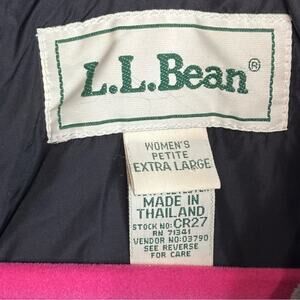 L.L.Bean®
WOMEN'S
PETITE
EXTRA LARGE
MADE IN
THAILAND
STOCK NO: CR27
RN 71341
VENDOR NO: 03790
SEE REVERSE
FOR CARE